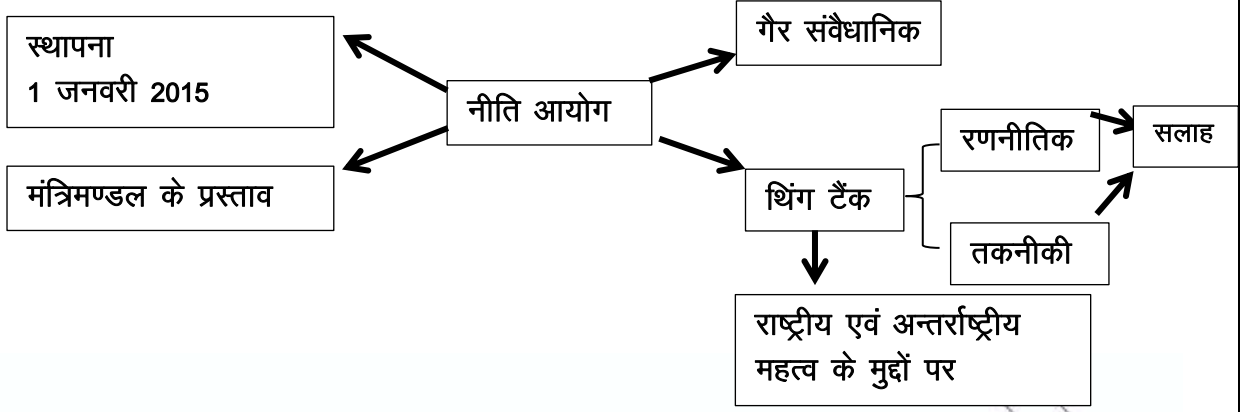 स्थापना
1 जनवरी 2015
मंत्रिमण्डल के प्रस्ताव
नीति आयोग
गैर संवैधानिक
थिंग टैंक
रणनीतिक
तकनीकी
सलाह
राष्ट्रीय एवं अन्तर्राष्ट्रीय
महत्व के मुद्दों पर